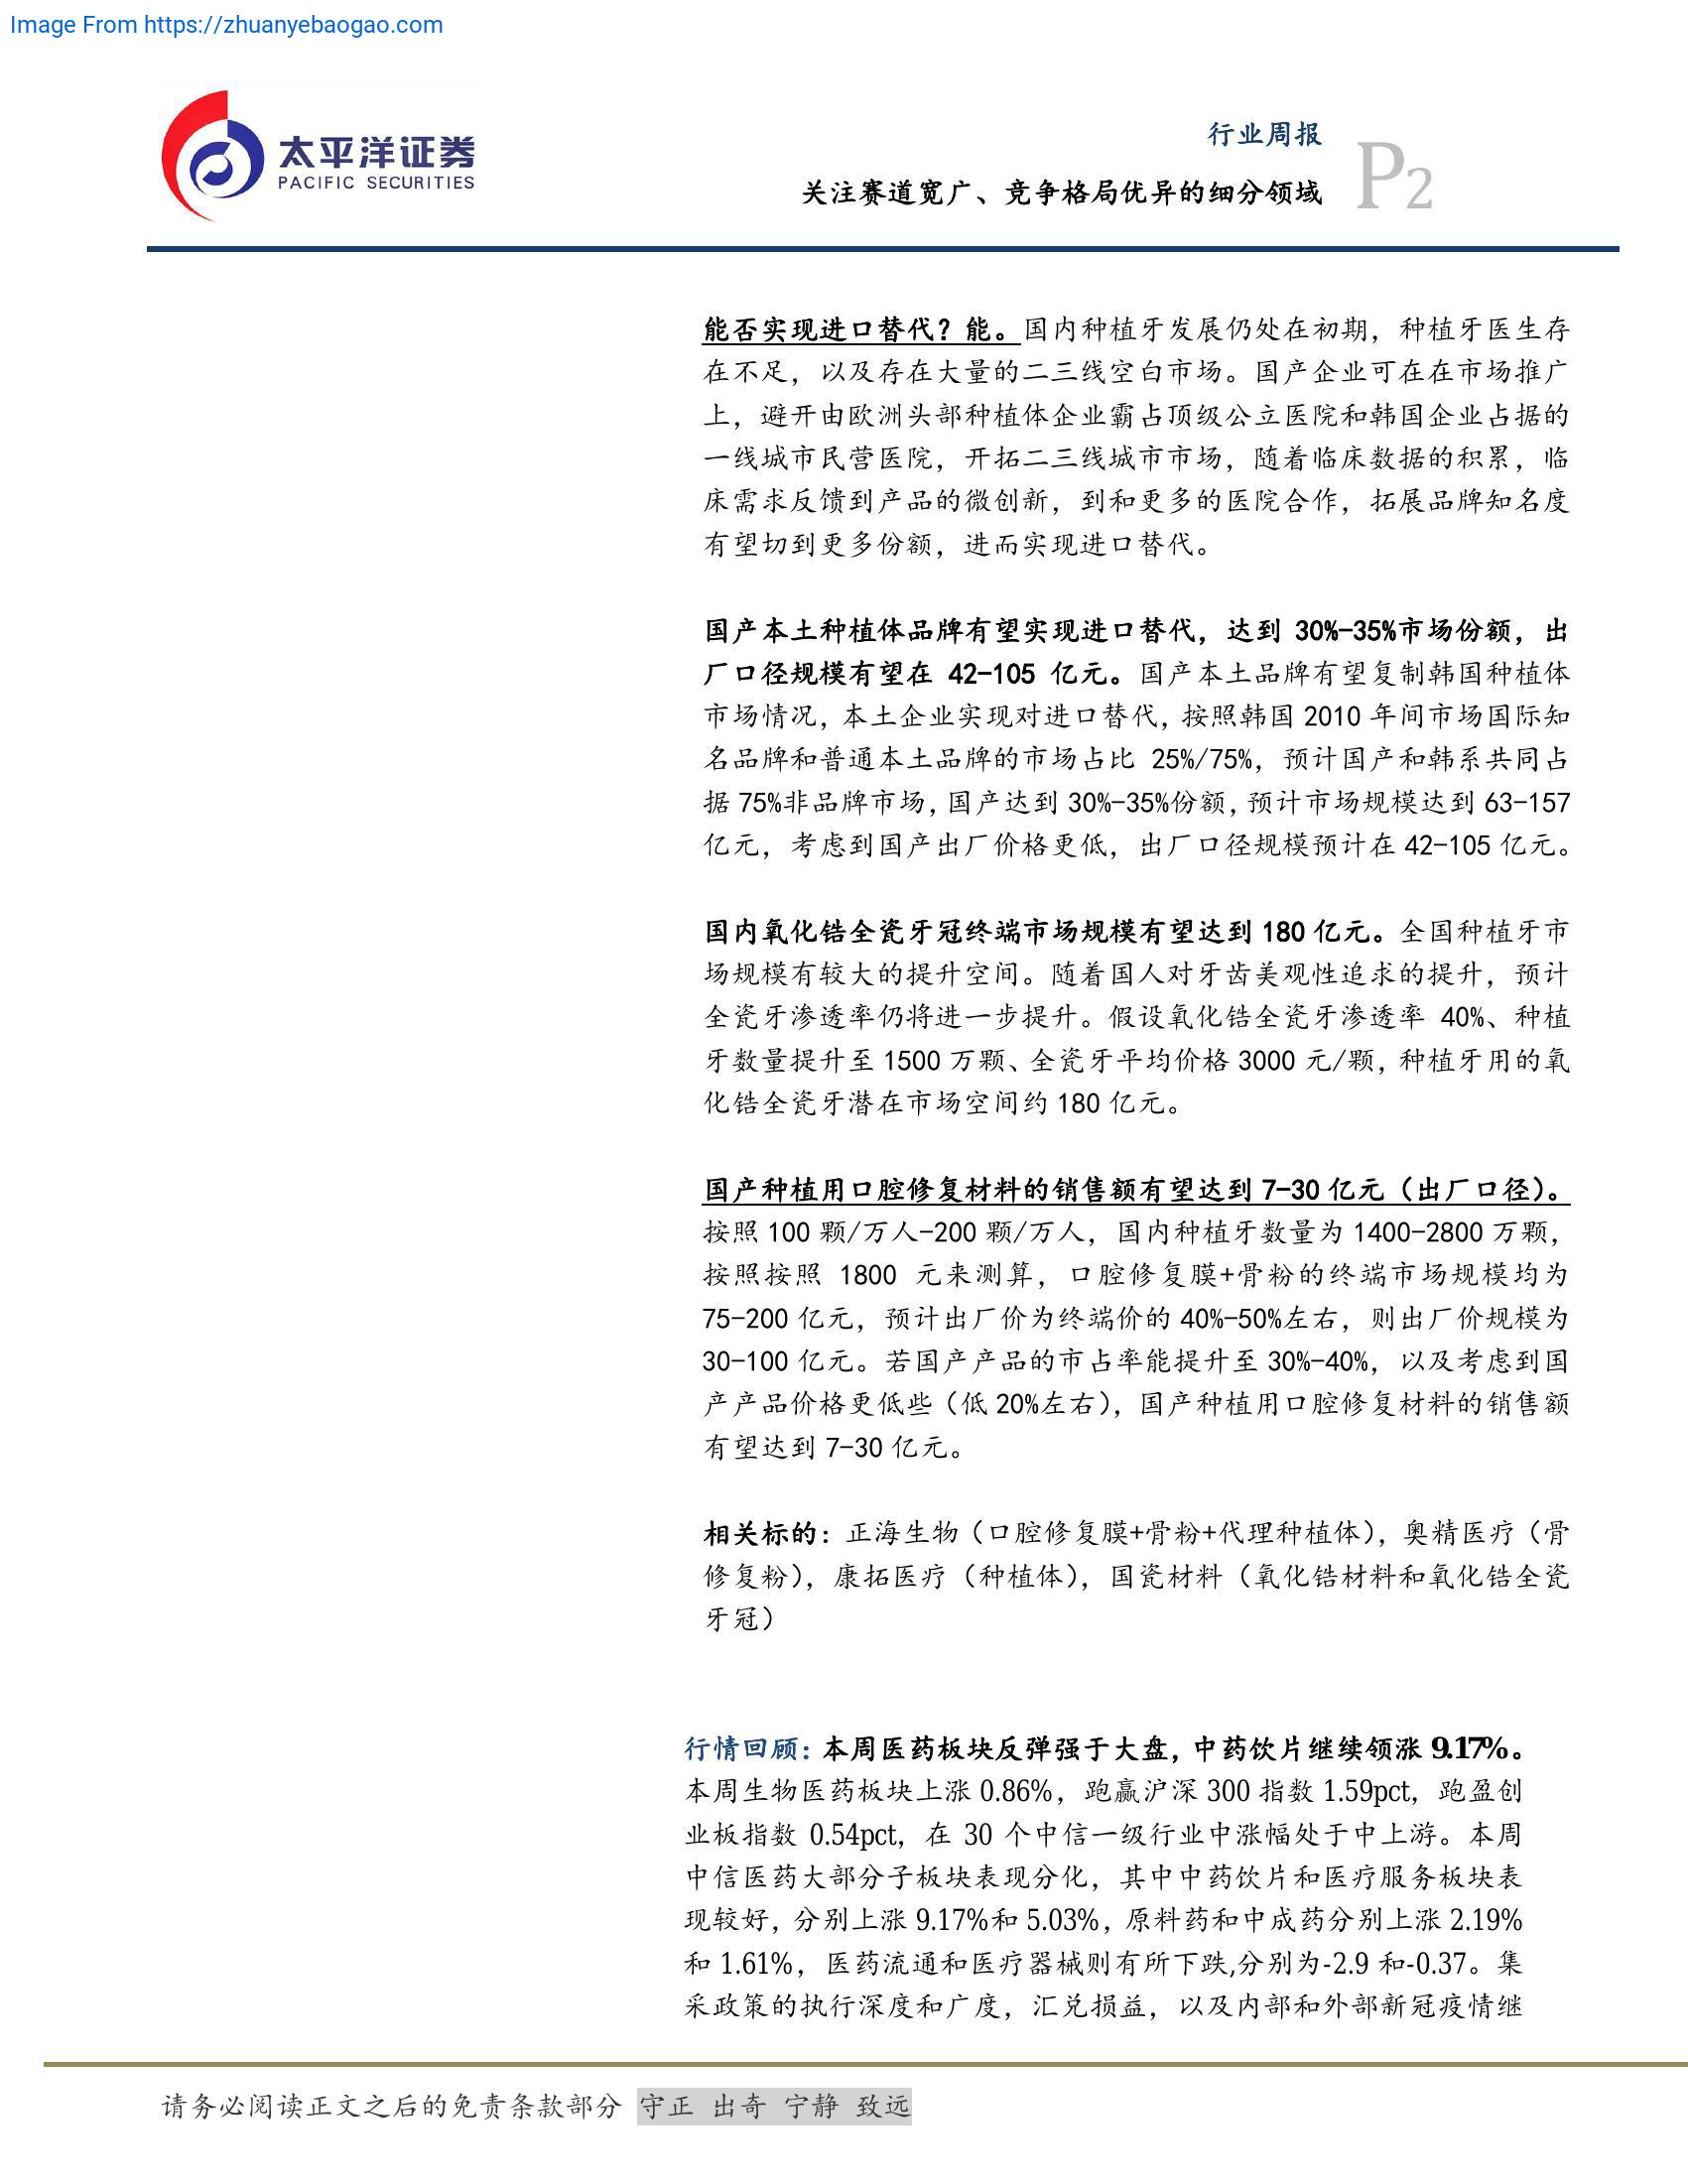 Image From https://zhuanyebaogao.com
太平洋证券
PACIFIC SECURITIES
行业周报
关注赛道宽广、竞争格局优异的细分领域
P2
能否实现进口替代？能。国内种植牙发展仍处在初期，种植牙医生存
在不足，以及存在大量的二三线空白市场。国产企业可在在市场推广
上，避开由欧洲头部种植体企业霸占顶级公立医院和韩国企业占据的
一线城市民营医院，开拓二三线城市市场，随着临床数据的积累，临
床需求反馈到产品的微创新，到和更多的医院合作，拓展品牌知名度
有望切到更多份额，进而实现进口替代。
国产本土种植体品牌有望实现进口替代，达到 30%-35%市场份额，出
厂口径规模有望在 42-105 亿元。国产本土品牌有望复制韩国种植体
市场情况，本土企业实现对进口替代，按照韩国 2010 年间市场国际知
名品牌和普通本土品牌的市场占比 25%/75%，预计国产和韩系共同占
据 75%非品牌市场，国产达到 30%-35%份额，预计市场规模达到 63-157
亿元，考虑到国产出厂价格更低，出厂口径规模预计在 42-105 亿元。
国内氧化锆全瓷牙冠终端市场规模有望达到 180 亿元。全国种植牙市
场规模有较大的提升空间。随着国人对牙齿美观性追求的提升，预计
全瓷牙渗透率仍将进一步提升。假设氧化锆全瓷牙渗透率 40%、种植
牙数量提升至 1500 万颗、全瓷牙平均价格 3000 元/颗，种植牙用的氧
化锆全瓷牙潜在市场空间约 180 亿元。
国产种植用口腔修复材料的销售额有望达到 7-30 亿元（出厂口径）。
按照 100 颗/万人-200 颗/万人，国内种植牙数量为 1400-2800 万颗，
按照按照 1800 元来测算，口腔修复膜+骨粉的终端市场规模均为
75-200 亿元，预计出厂价为终端价的 40%-50%左右，则出厂价规模为
30-100 亿元。若国产产品的市占率能提升至 30%-40%，以及考虑到国
产产品价格更低些（低 20%左右），国产种植用口腔修复材料的销售额
有望达到 7-30 亿元。
相关标的：正海生物（口腔修复膜+骨粉+代理种植体），奥精医疗（骨
修复粉），康拓医疗（种植体），国瓷材料（氧化锆材料和氧化锆全瓷
牙冠）
行情回顾：本周医药板块反弹强于大盘，中药饮片继续领涨 9.17%。
本周生物医药板块上涨 0.86%，跑赢沪深 300 指数 1.59pct，跑盈创
业板指数 0.54pct，在 30 个中信一级行业中涨幅处于中上游。本周
中信医药大部分子板块表现分化，其中中药饮片和医疗服务板块表
现较好，分别上涨 9.17%和 5.03%，原料药和中成药分别上涨 2.19%
和 1.61%，医药流通和医疗器械则有所下跌,分别为-2.9 和-0.37。集
采政策的执行深度和广度，汇兑损益，以及内部和外部新冠疫情继
请务必阅读正文之后的免责条款部分 守正 出奇 宁静 致远